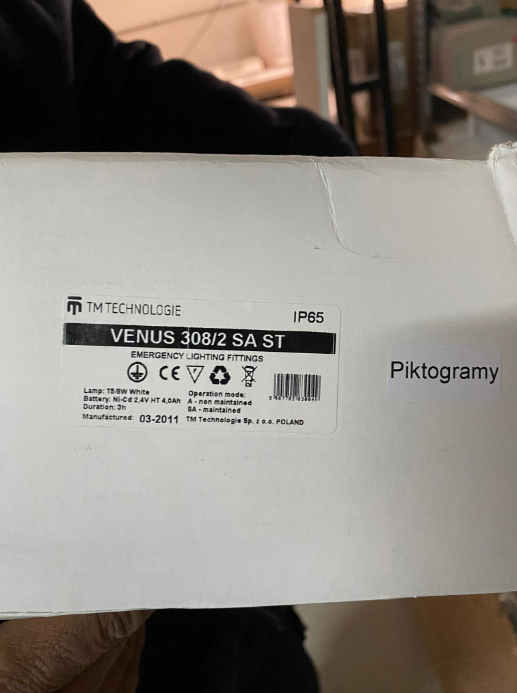 TM TECHNOLOGIE
IP65
VENUS 308/2 SA ST
EMERGENCY LIGHTING FITTINGS
CE
Lamp: T5/8W White
Battery: Ni-Cd 2,4V HT 4,0Ah
Duration: 3h
Manufactured: 03-2011
Operation mode:
A - non maintained
SA - maintained
TM Technologie Sp. z o.o. POLAND
Piktogramy